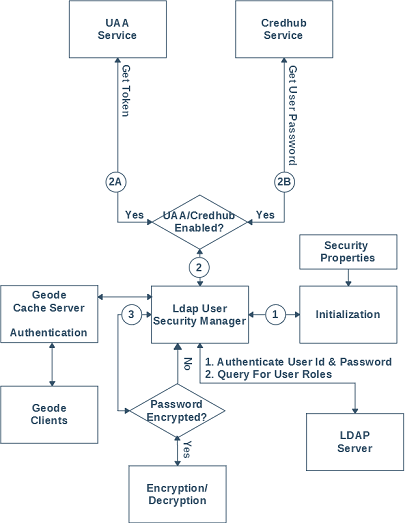 UAA
Service
Credhub
Service
Get Token
Get User Password
2A
2B
Yes
UAA/Credhub
Enabled?
Yes
2
Security
Properties
Geode
Cache Server
Authentication
3
Ldap User
Security Manager
1
Initialization
No
1. Authenticate User Id & Password
2. Query For User Roles
Geode
Clients
Password
Encrypted?
LDAP
Server
Yes
Encryption/
Decryption